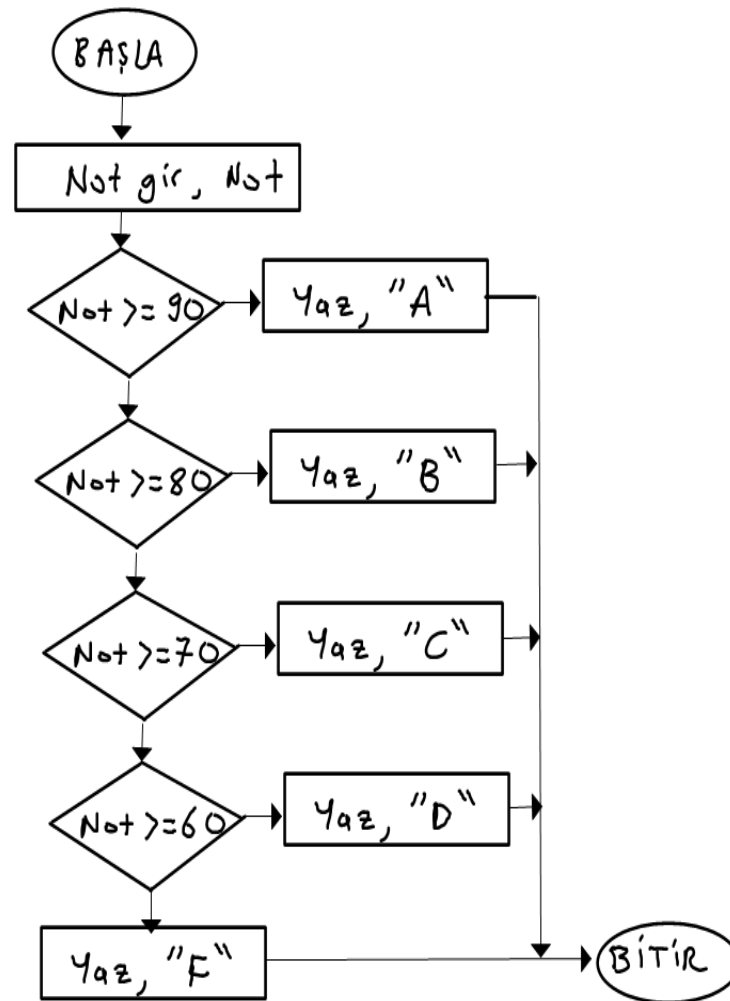 BAŞLA
Not gir, Not
Not >= 90
Yaz, "A"
Not >=80
Yaz, "B"
Not >=70
Yaz, "C"
Not >=60
Yaz, "D"
Yaz, "F"
BİTİR